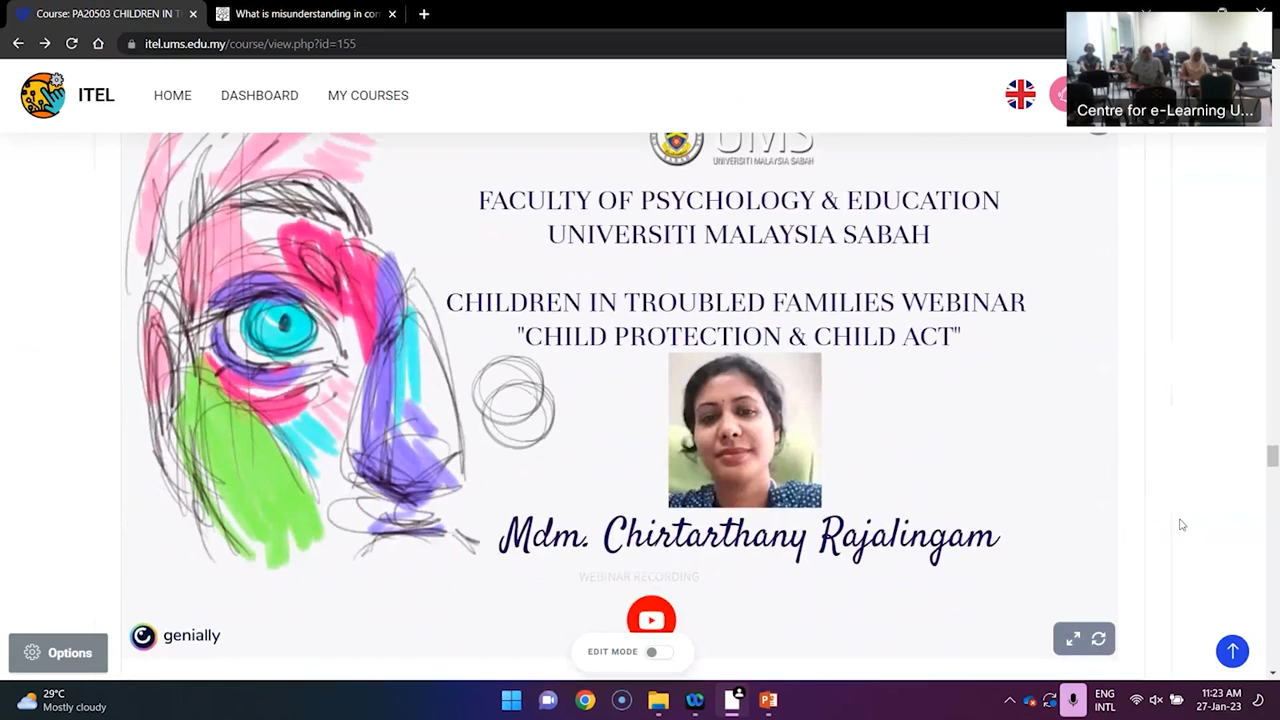 Course: PA20503 CHILDREN IN T
What is misunderstanding in con
itel.ums.edu.my/course/view.php?id=155
ITEL
HOME
DASHBOARD
MY COURSES
Centre for e-Learning U...
UMS
UNIVERSITI MALAYSIA SABAH
FACULTY OF PSYCHOLOGY & EDUCATION
UNIVERSITI MALAYSIA SABAH
CHILDREN IN TROUBLED FAMILIES WEBINAR
"CHILD PROTECTION & CHILD ACT"
Mdm. Chirtarthany Rajalingam
WEBINAR RECORDING
genially
Options
EDIT MODE
29°C
Mostly cloudy
ENG
INTL
11:23 AM
27-Jan-23